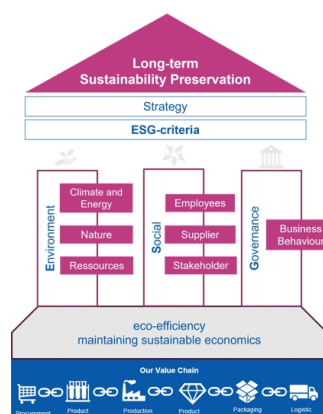 Long-term
Sustainability Preservation
Strategy
ESG-criteria
Environment
Climate and
Energy
Nature
Ressources
Social
Employees
Supplier
Stakeholder
Governance
Business
Behaviour
eco-efficiency
maintaining sustainable economics
Our Value Chain
Procurement
Product
Production
Product
Packaging
Logistic